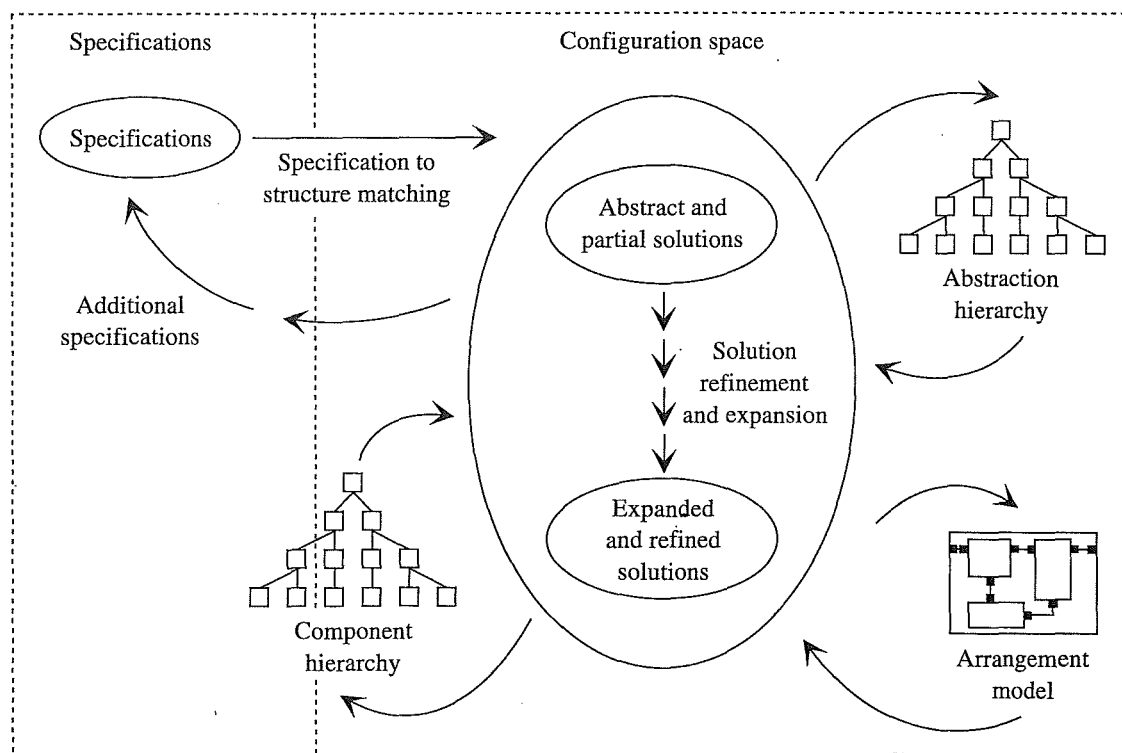 Specifications
Configuration space
Specifications
Specification to
structure matching
Abstract and
partial solutions
Abstraction
hierarchy
Additional
specifications
Solution
refinement
and expansion
Expanded
and refined
solutions
Component
hierarchy
Arrangement
model